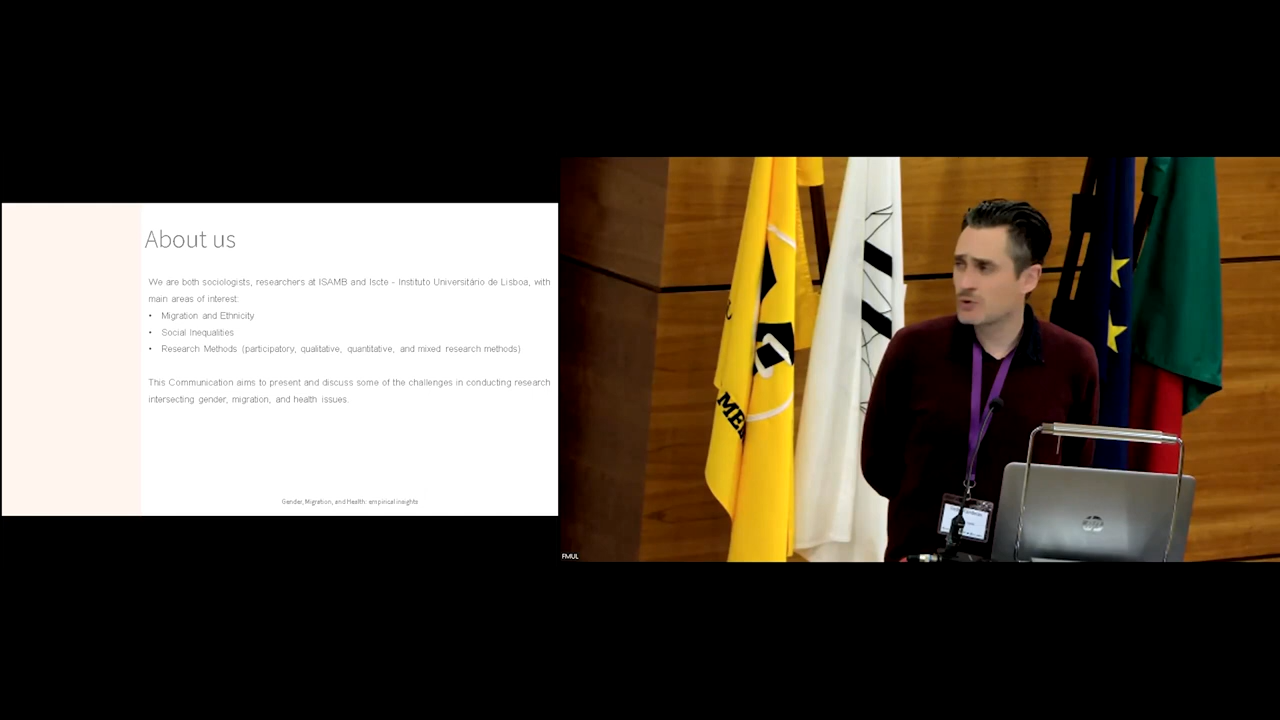 About us
We are both sociologists, researchers at ISAMB and Iscte - Instituto Universitário de Lisboa, with
main areas of interest:
• Migration and Ethnicity
• Social Inequalities
• Research Methods (participatory, qualitative, quantitative, and mixed research methods)
This Communication aims to present and discuss some of the challenges in conducting research
intersecting gender, migration, and health issues.
Gender, Migration, and Health: empirical insights
MED
hp
FMUL